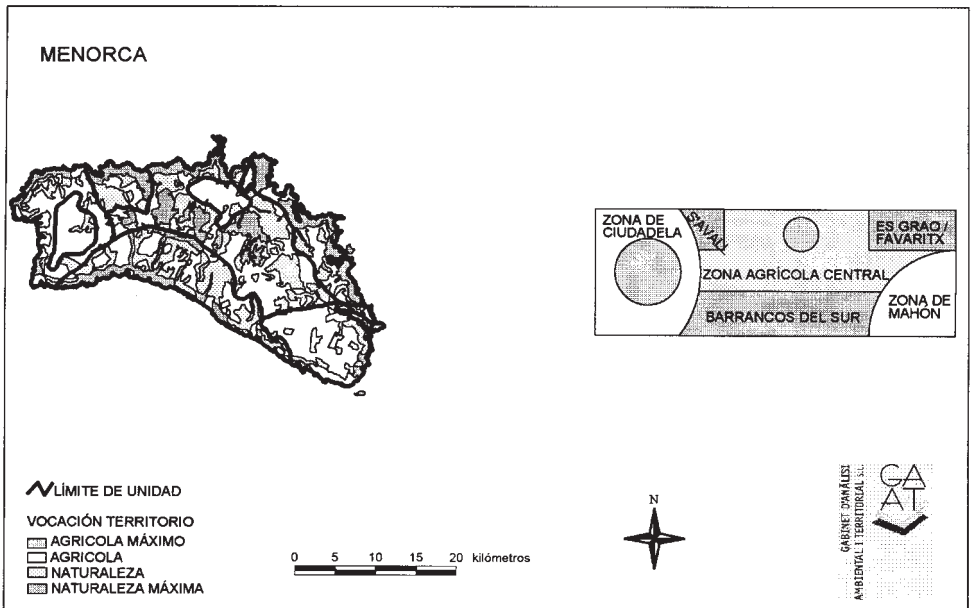 MENORCA
ZONA DE
CIUDADELA
SAVALL
ES GRAO /
FAVARITX
ZONA AGRÍCOLA CENTRAL
ZONA DE
MAHÓN
BARRANCOS DEL SUR
LÍMITE DE UNIDAD
VOCACIÓN TERRITORIO
AGRICOLA MÁXIMO
AGRICOLA
NATURALEZA
NATURALEZA MÁXIMA
0 5 10 15 20 kilómetros
N
GABINET D'ANÀLISI
AMBIENTAL I TERRITORIAL S.L.
GA
AT